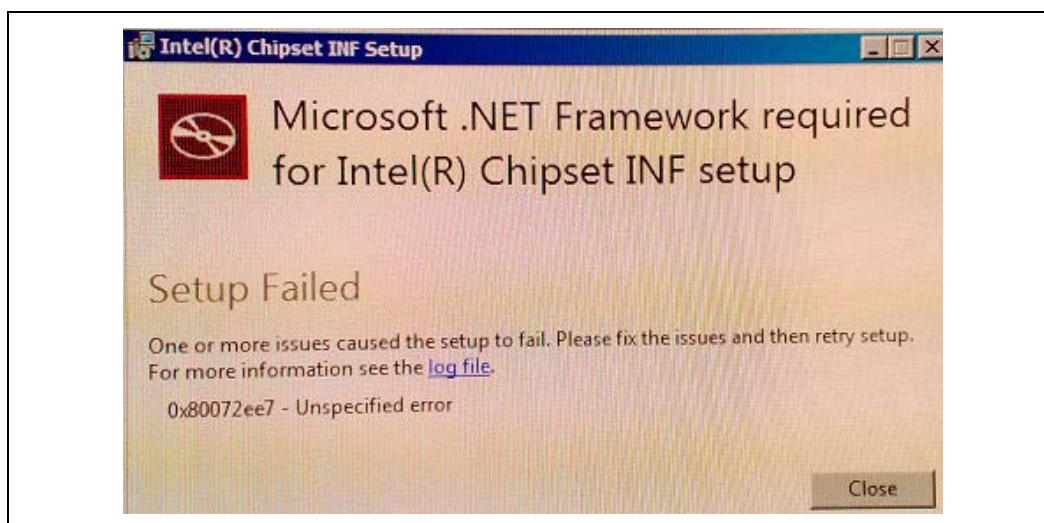 Intel(R) Chipset INF Setup
Microsoft .NET Framework required
for Intel(R) Chipset INF setup
Setup Failed
One or more issues caused the setup to fail. Please fix the issues and then retry setup.
For more information see the log file.
0x80072ee7 - Unspecified error
Close